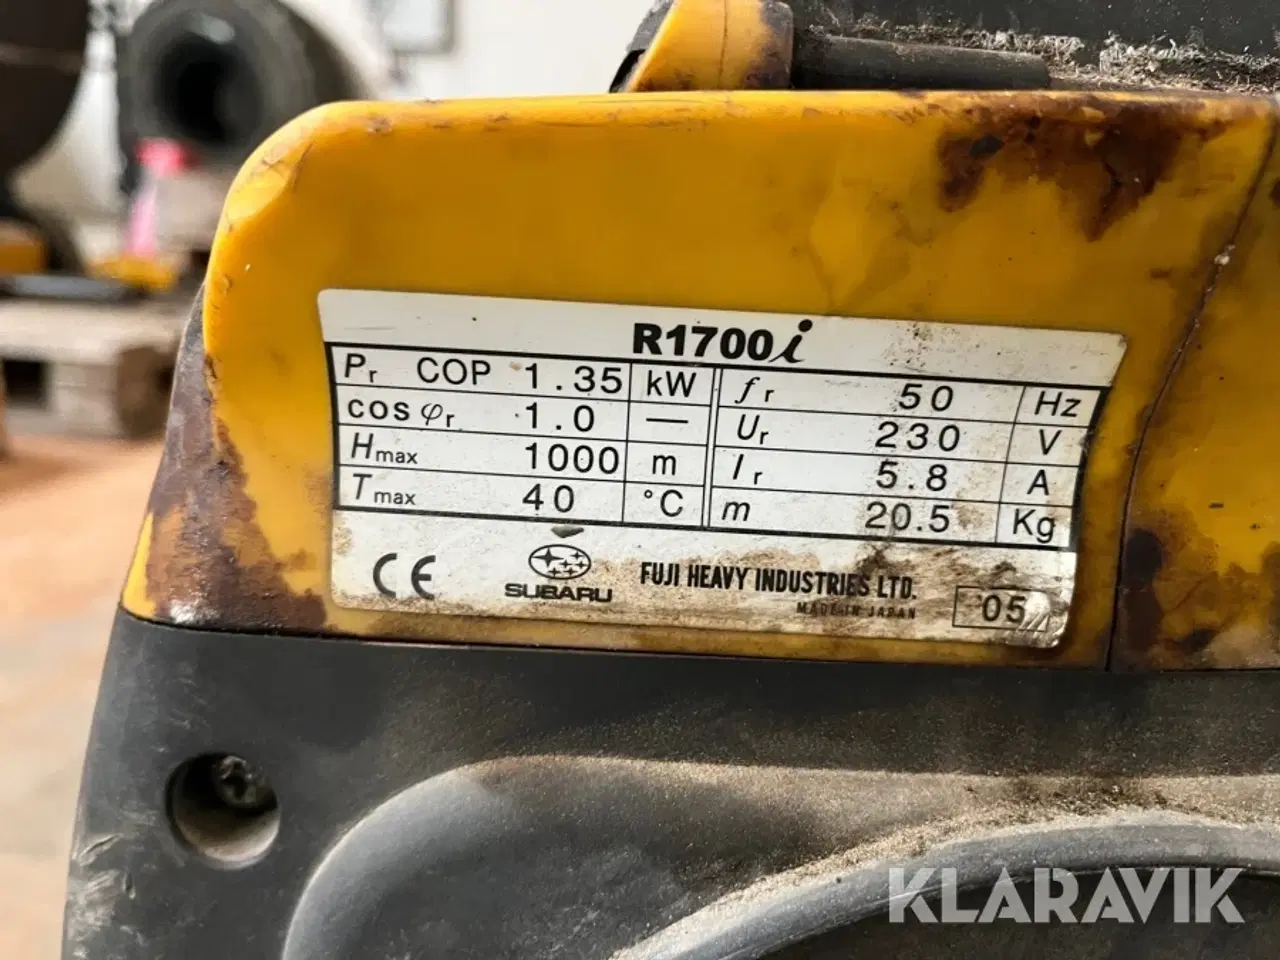 R1700i
Pr COP 1.35 kW fr 50 Hz
cos φr 1.0 — Ur 230 V
Hmax 1000 m Ir 5.8 A
Tmax 40 °C m 20.5 Kg
CE SUBARU FUJI HEAVY INDUSTRIES LTD.
MADE IN JAPAN
05
KLARAVIK